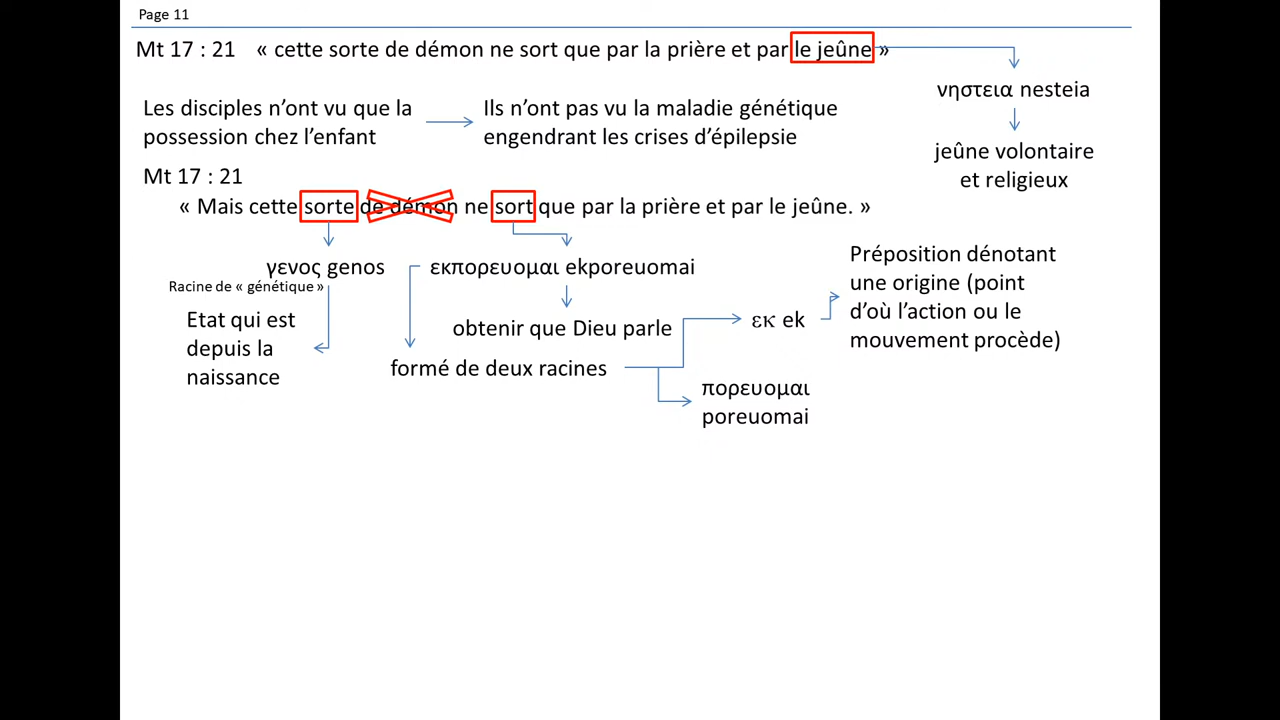 Page 11
Mt 17 : 21 « cette sorte de démon ne sort que par la prière et par le jeûne »
νηστεια nesteia
jeûne volontaire
et religieux
Les disciples n’ont vu que la
possession chez l’enfant
Ils n’ont pas vu la maladie génétique
engendrant les crises d’épilepsie
Mt 17 : 21
« Mais cette sorte de démon ne sort que par la prière et par le jeûne. »
γενος genos
Racine de « génétique »
Etat qui est
depuis la
naissance
εκπορευομαι ekporeuomai
obtenir que Dieu parle
formé de deux racines
εκ ek
πορευομαι
poreuomai
Préposition dénotant
une origine (point
d’où l’action ou le
mouvement procède)